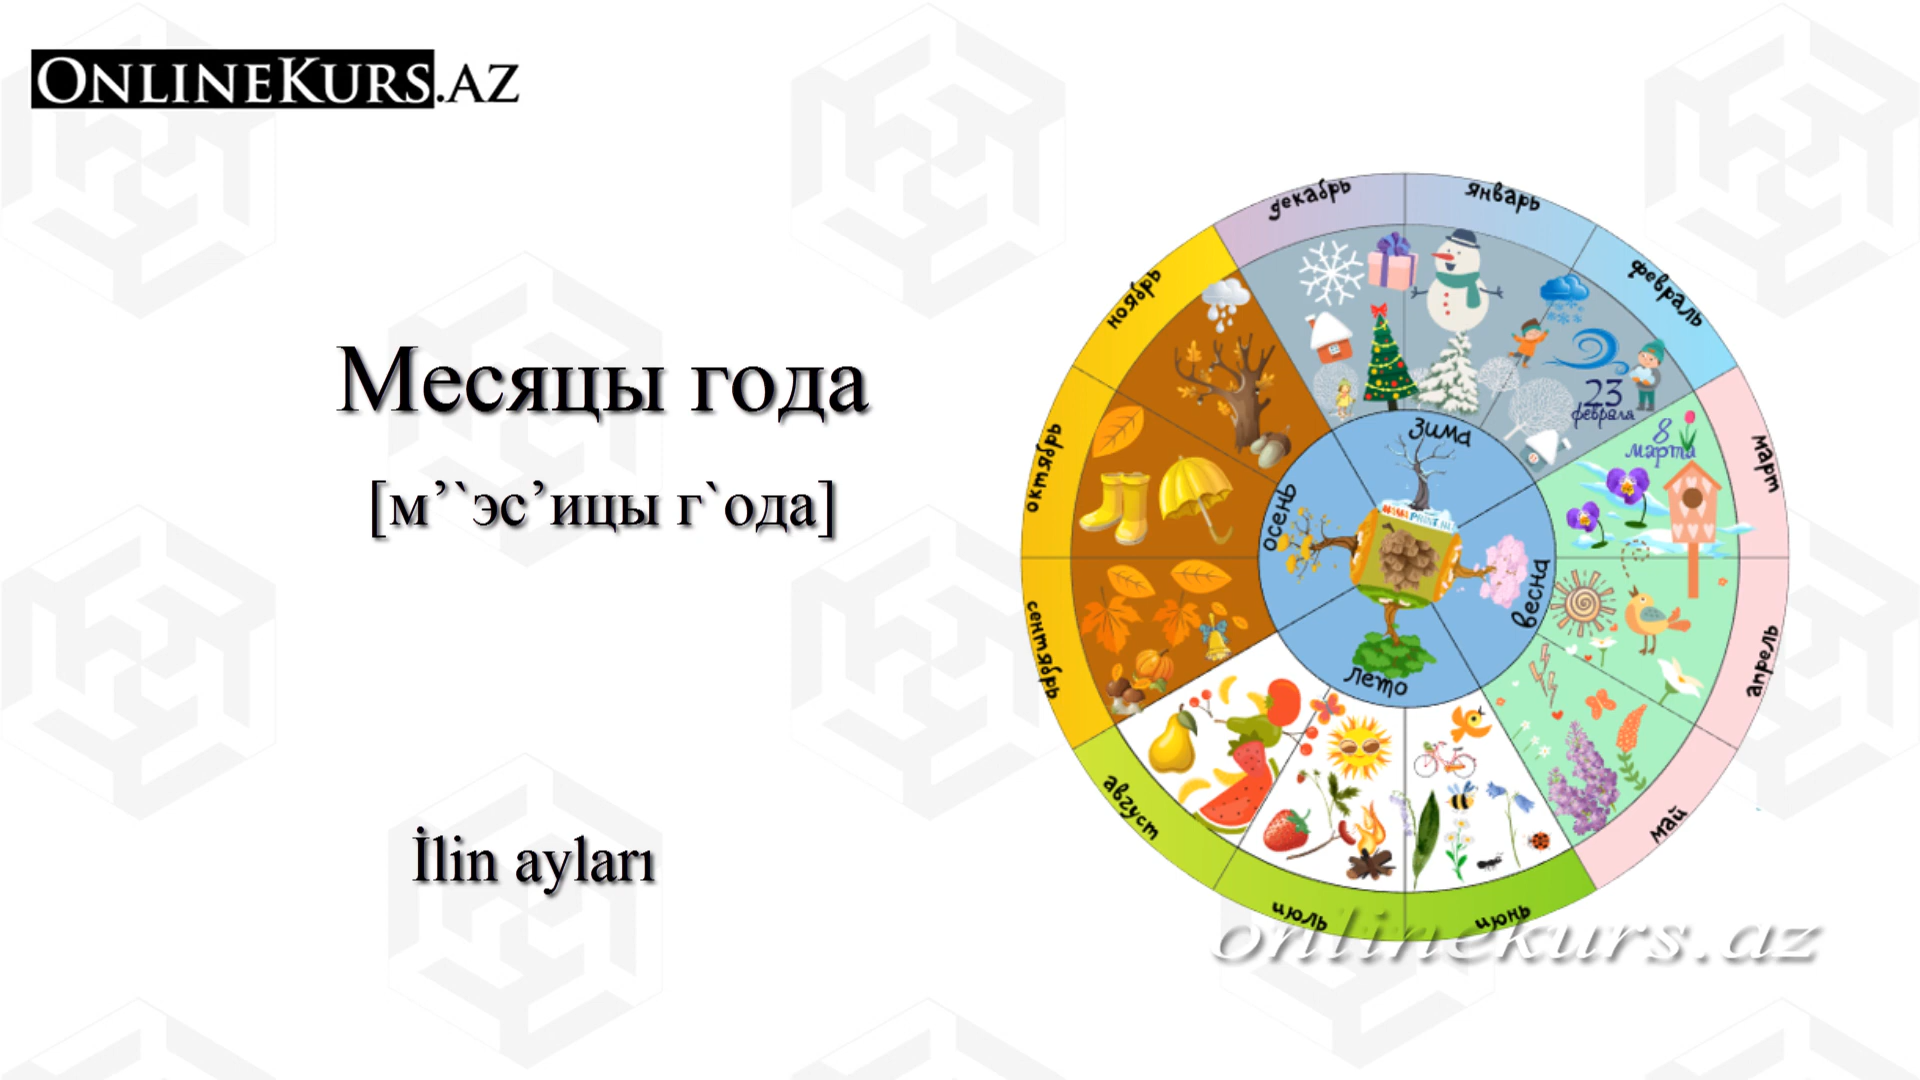 ONLINEKURS.AZ
Месяцы года
[м’`эс’ицы г`ода]
İlin ayları
декабрь
январь
февраль
март
апрель
май
июнь
июль
август
сентябрь
октябрь
ноябрь
23
февраля
8
марта
зима
весна
лето
осень
onlinekurs.az